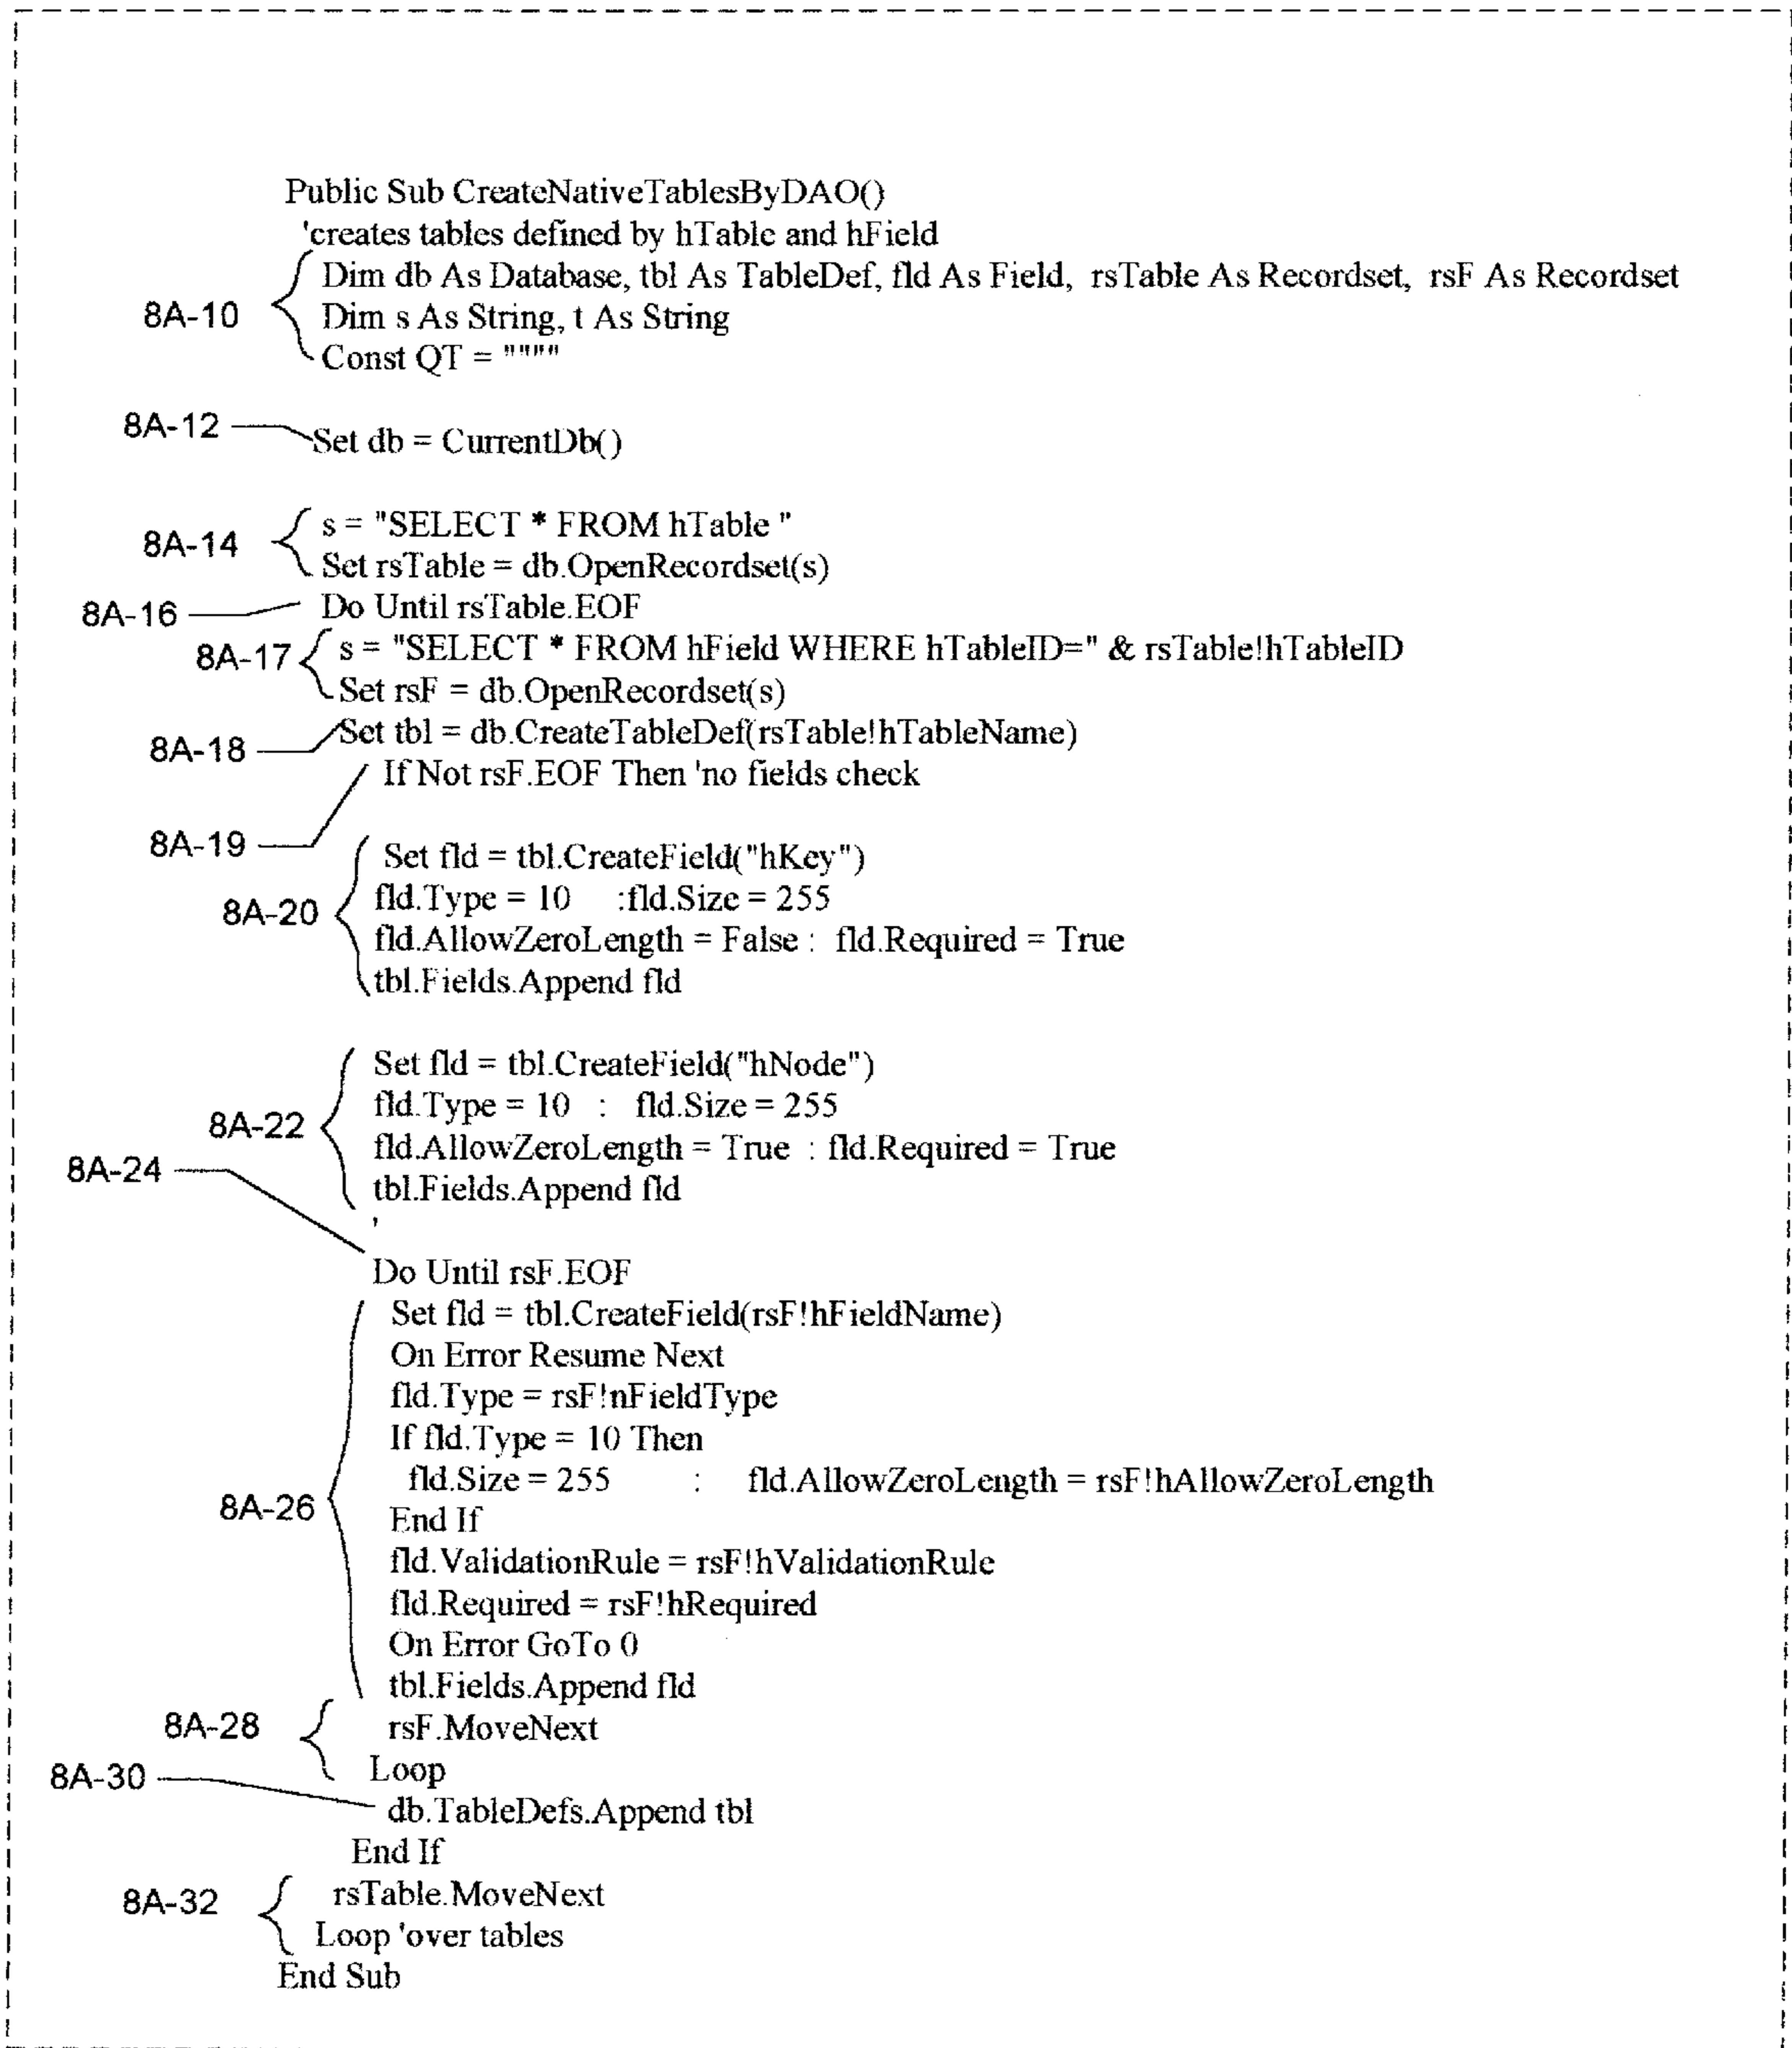 Public Sub CreateNativeTablesByDAO()
'creates tables defined by hTable and hField
Dim db As Database, tbl As TableDef, fld As Field, rsTable As Recordset, rsF As Recordset
8A-10 Dim s As String, t As String
Const QT = """"
8A-12 Set db = CurrentDb()
s = "SELECT * FROM hTable "
8A-14
Set rsTable = db.OpenRecordset(s)
8A-16 Do Until rsTable.EOF
8A-17 s = "SELECT * FROM hField WHERE hTableID=" & rsTable!hTableID
Set rsF = db.OpenRecordset(s)
8A-18 Set tbl = db.CreateTableDef(rsTable!hTableName)
If Not rsF.EOF Then 'no fields check
8A-19
Set fld = tbl.CreateField("hKey")
fld.Type = 10 :fld.Size = 255
8A-20
fld.AllowZeroLength = False : fld.Required = True
tbl.Fields.Append fld
Set fld = tbl.CreateField("hNode")
fld.Type = 10 : fld.Size = 255
8A-22
fld.AllowZeroLength = True : fld.Required = True
8A-24
tbl.Fields.Append fld
'
Do Until rsF.EOF
Set fld = tbl.CreateField(rsF!hFieldName)
On Error Resume Next
fld.Type = rsF!nFieldType
If fld.Type = 10 Then
fld.Size = 255 : fld.AllowZeroLength = rsF!hAllowZeroLength
8A-26
End If
fld.ValidationRule = rsF!hValidationRule
fld.Required = rsF!hRequired
On Error GoTo 0
tbl.Fields.Append fld
8A-28 rsF.MoveNext
Loop
8A-30
db.TableDefs.Append tbl
End If
8A-32 rsTable.MoveNext
Loop 'over tables
End Sub